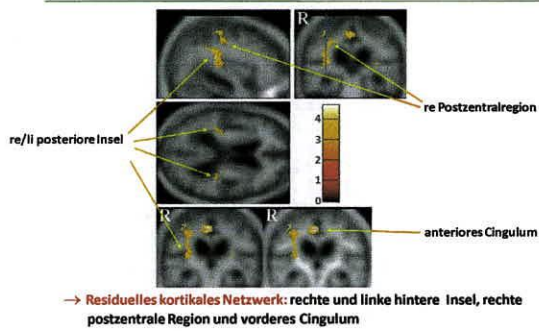 R
re Postzentralregion
re/li posteriore Insel
4
3
2
1
0
R
R
anteriores Cingulum
→ Residuelles kortikales Netzwerk: rechte und linke hintere Insel, rechte
postzentrale Region und vorderes Cingulum